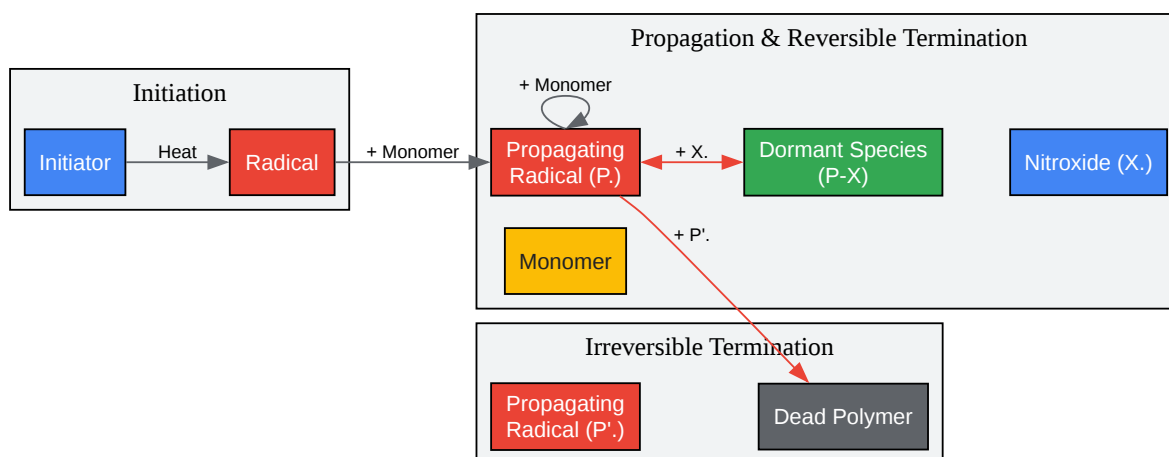 Propagation & Reversible Termination
Initiation
+ Monomer
Initiator
Heat
Radical
+ Monomer
Propagating
Radical (P.)
+ X.
Dormant Species
(P-X)
Nitroxide (X.)
+ P'.
Monomer
Irreversible Termination
Propagating
Radical (P'.)
Dead Polymer